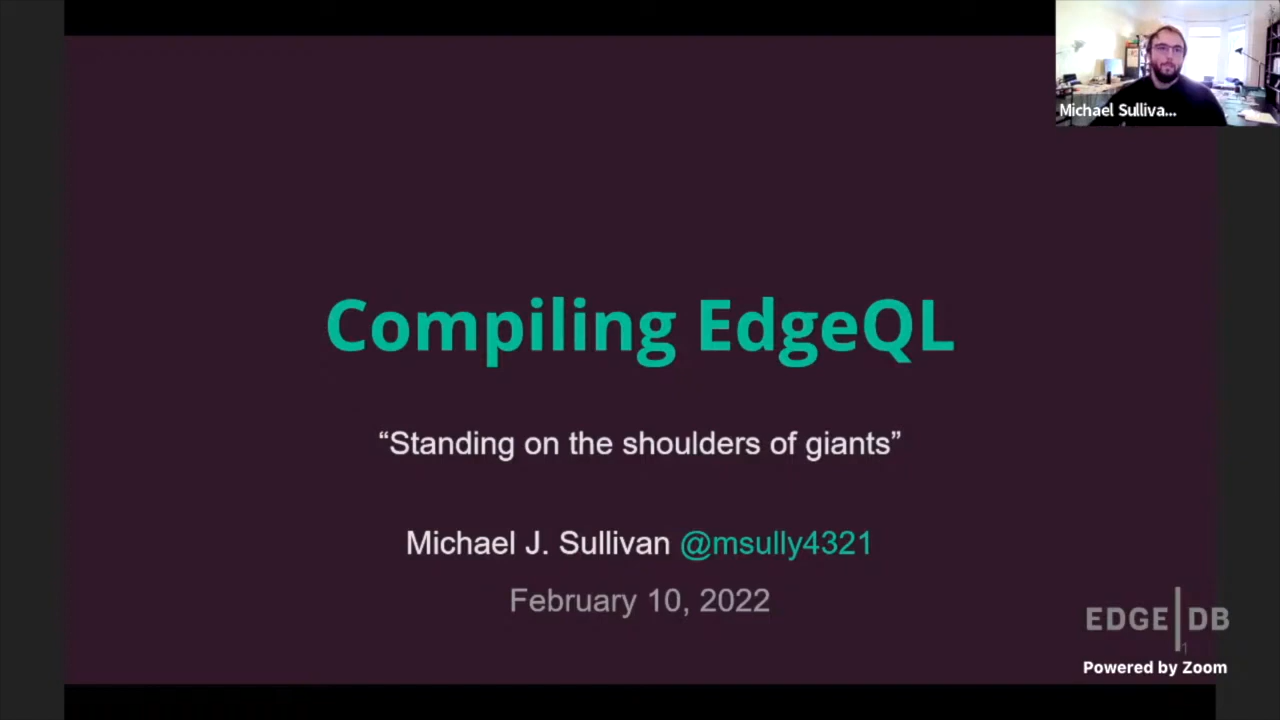 Michael Sulliva...
Compiling EdgeQL
“Standing on the shoulders of giants”
Michael J. Sullivan @msully4321
February 10, 2022
EDGE|DB
1
Powered by Zoom